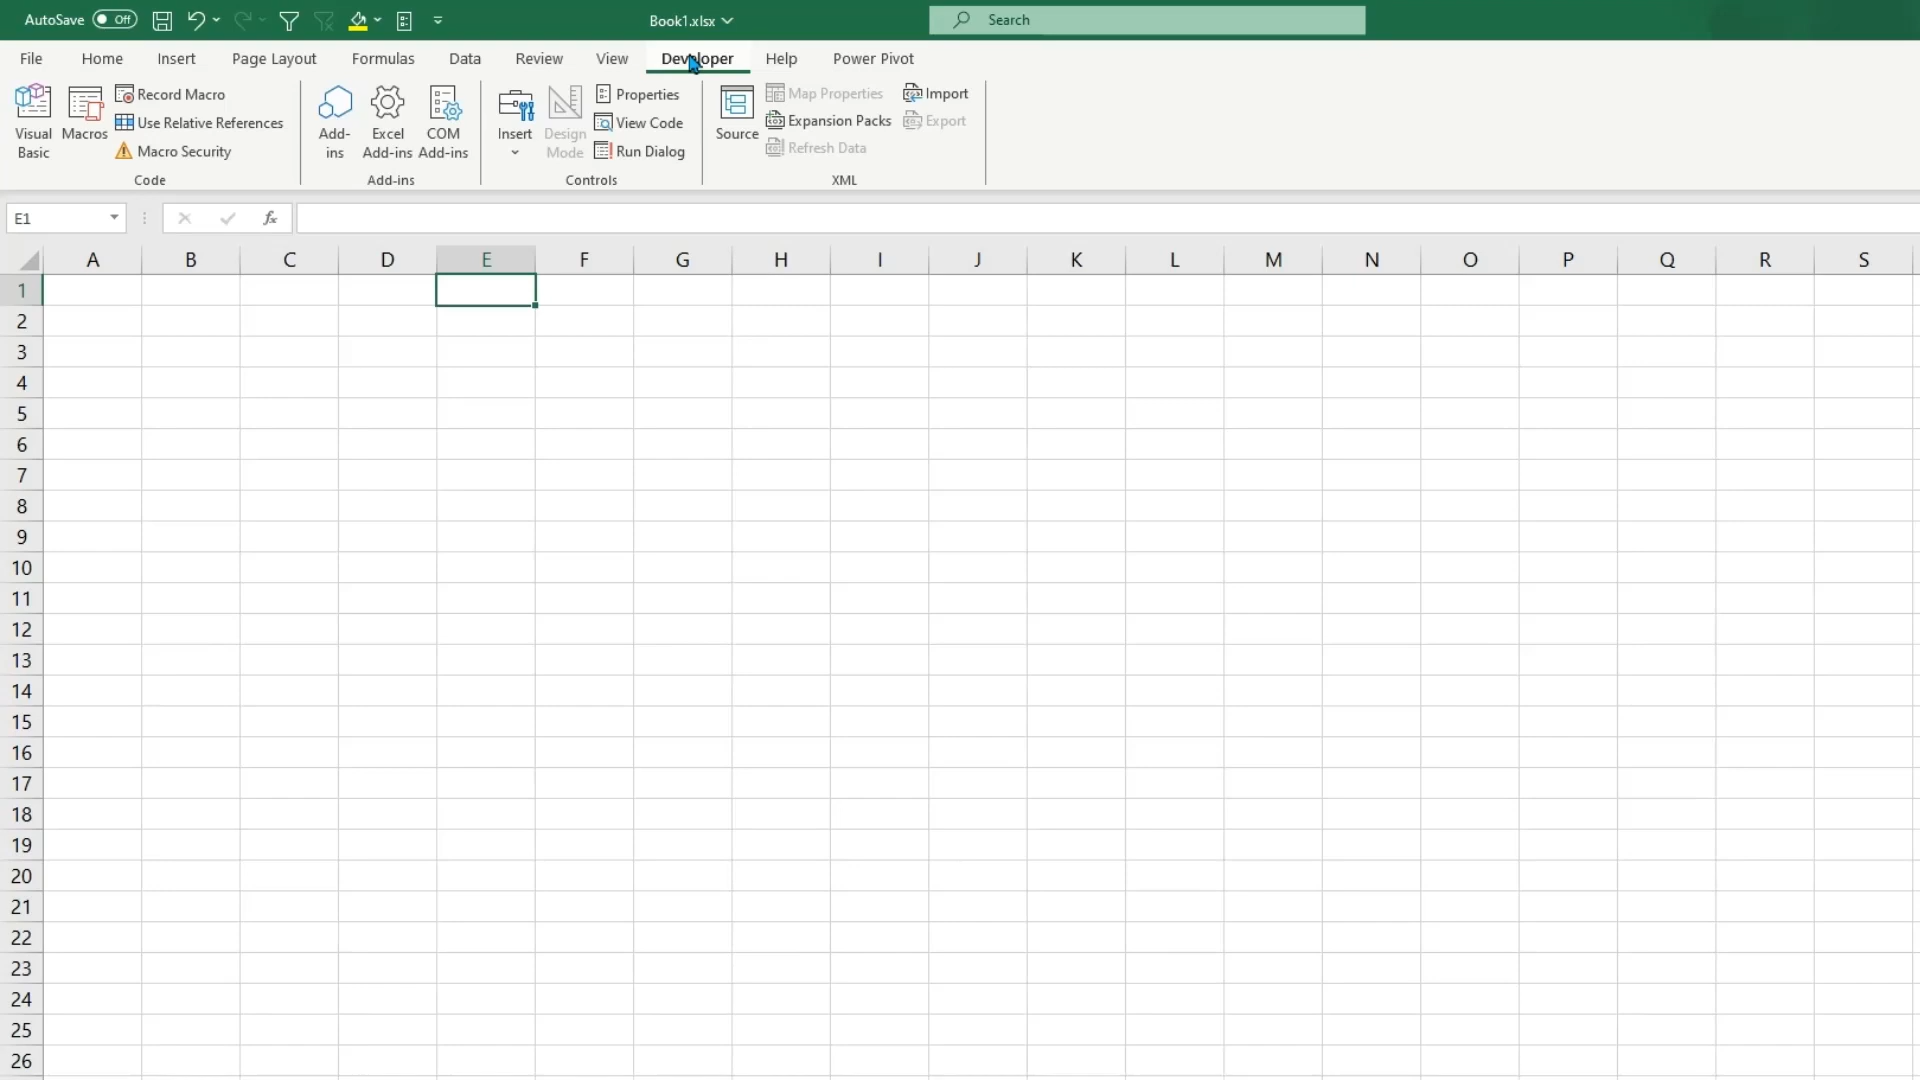 AutoSave Off Book1.xlsx Search
File Home Insert Page Layout Formulas Data Review View Developer Help Power Pivot
Visual Basic
Macros
Record Macro
Use Relative References
Macro Security
Code
Add-ins
Excel Add-ins
COM Add-ins
Add-ins
Insert
Design Mode
Properties
View Code
Run Dialog
Controls
Source
Map Properties
Expansion Packs
Refresh Data
Import
Export
XML
E1 fx
A B C D E F G H I J K L M N O P Q R S
1
2
3
4
5
6
7
8
9
10
11
12
13
14
15
16
17
18
19
20
21
22
23
24
25
26